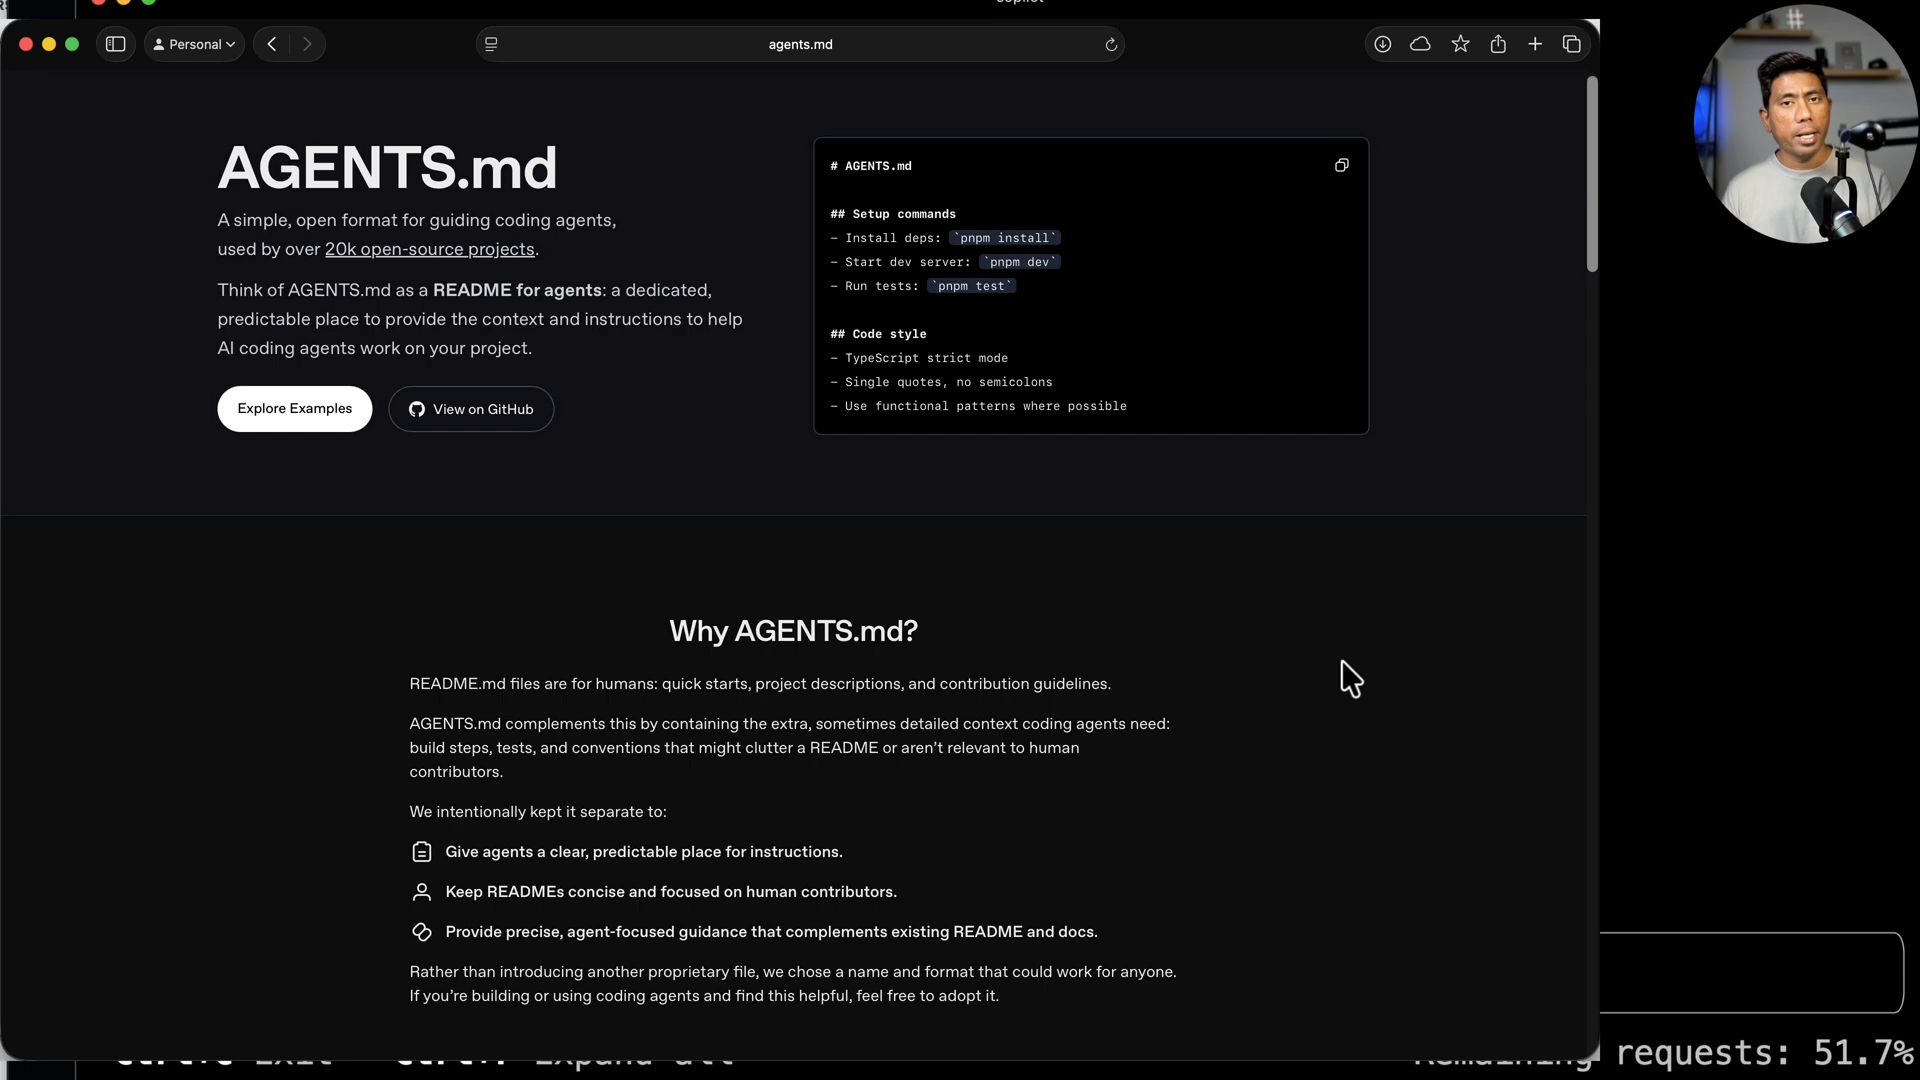 Personal
agents.md
AGENTS.md
A simple, open format for guiding coding agents,
used by over 20k open-source projects.
Think of AGENTS.md as a README for agents: a dedicated,
predictable place to provide the context and instructions to help
AI coding agents work on your project.
Explore Examples
View on GitHub
# AGENTS.md
## Setup commands
– Install deps: `pnpm install`
– Start dev server: `pnpm dev`
– Run tests: `pnpm test`
## Code style
– TypeScript strict mode
– Single quotes, no semicolons
– Use functional patterns where possible
Why AGENTS.md?
README.md files are for humans: quick starts, project descriptions, and contribution guidelines.
AGENTS.md complements this by containing the extra, sometimes detailed context coding agents need:
build steps, tests, and conventions that might clutter a README or aren’t relevant to human
contributors.
We intentionally kept it separate to:
Give agents a clear, predictable place for instructions.
Keep READMEs concise and focused on human contributors.
Provide precise, agent-focused guidance that complements existing README and docs.
Rather than introducing another proprietary file, we chose a name and format that could work for anyone.
If you’re building or using coding agents and find this helpful, feel free to adopt it.
Remaining requests: 51.7%